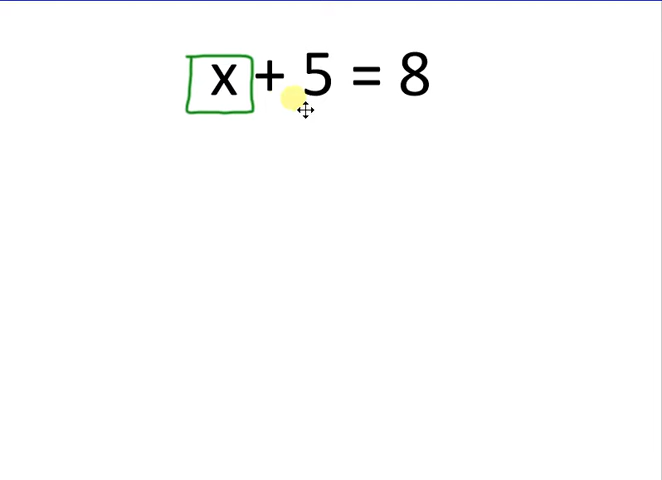 x + 5 = 8